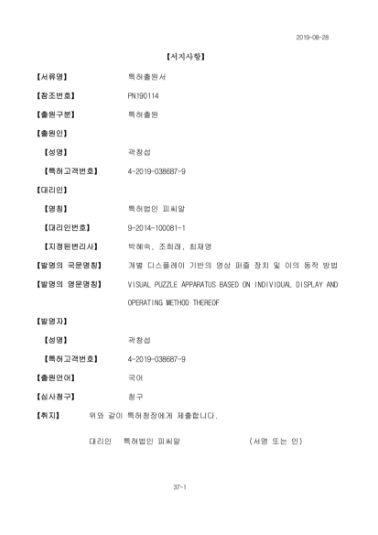 2019-08-28
【서지사항】
【서류명】 특허출원서
【참조번호】 PN190114
【출원구분】 특허출원
【출원인】
【성명】 곽창섭
【특허고객번호】 4-2019-038687-9
【대리인】
【명칭】 특허법인 피씨알
【대리인번호】 9-2014-100081-1
【지정된변리사】 박혜숙, 조희래, 최재영
【발명의 국문명칭】 개별 디스플레이 기반의 영상 퍼즐 장치 및 이의 동작 방법
【발명의 영문명칭】 VISUAL PUZZLE APPARATUS BASED ON INDIVIDUAL DISPLAY AND
OPERATING METHOD THEREOF
【발명자】
【성명】 곽창섭
【특허고객번호】 4-2019-038687-9
【출원언어】 국어
【심사청구】 청구
【취지】 위와 같이 특허청장에게 제출합니다.
대리인 특허법인 피씨알 (서명 또는 인)
37-1